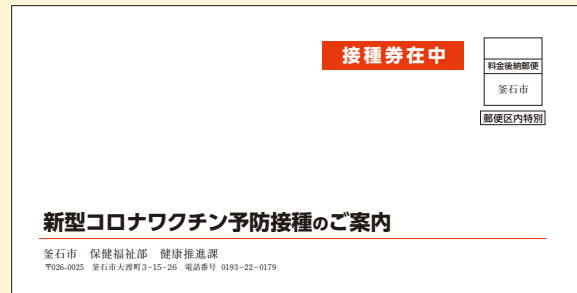 接種券在中
料金後納郵便
釜石市
郵便区内特別
新型コロナワクチン予防接種のご案内
釜石市　保健福祉部　健康推進課
〒026-0025　釜石市大渡町3-15-26　電話番号 0193-22-0179